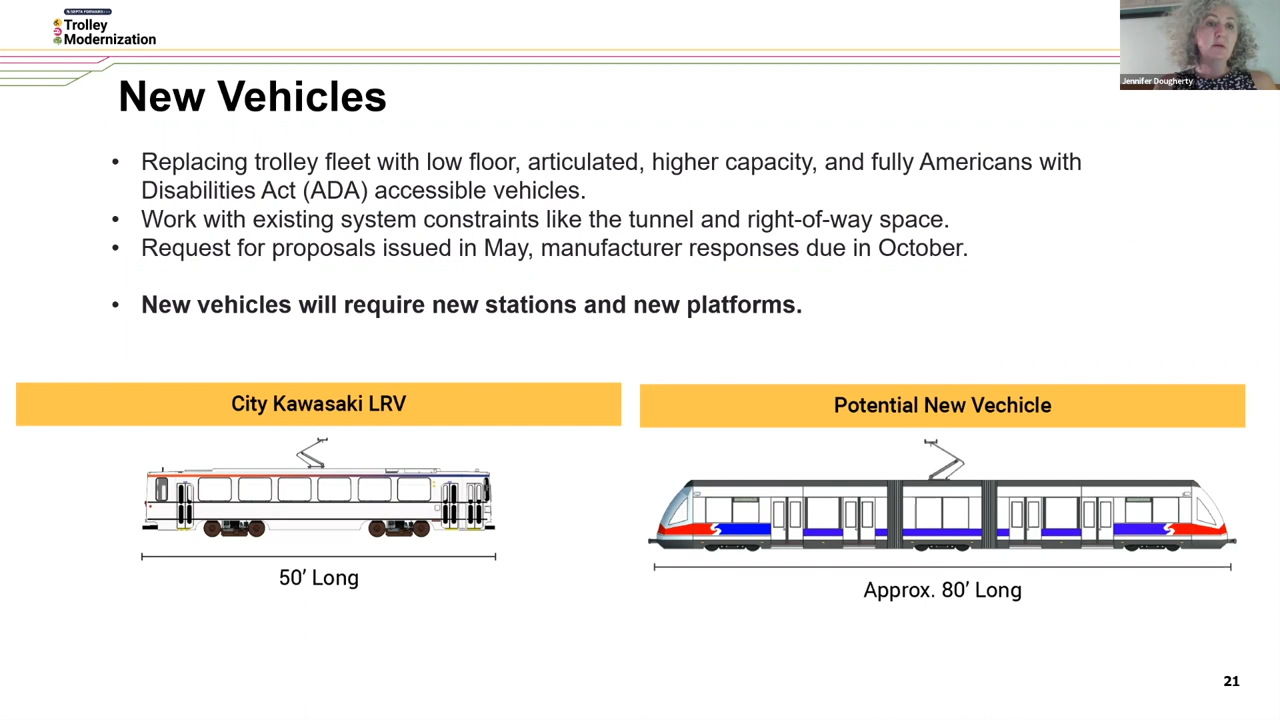 SEPTA FORWARD
Trolley
Modernization
Jennifer Dougherty
New Vehicles
• Replacing trolley fleet with low floor, articulated, higher capacity, and fully Americans with
Disabilities Act (ADA) accessible vehicles.
• Work with existing system constraints like the tunnel and right-of-way space.
• Request for proposals issued in May, manufacturer responses due in October.
• New vehicles will require new stations and new platforms.
City Kawasaki LRV
Potential New Vechicle
50’ Long
Approx. 80’ Long
21